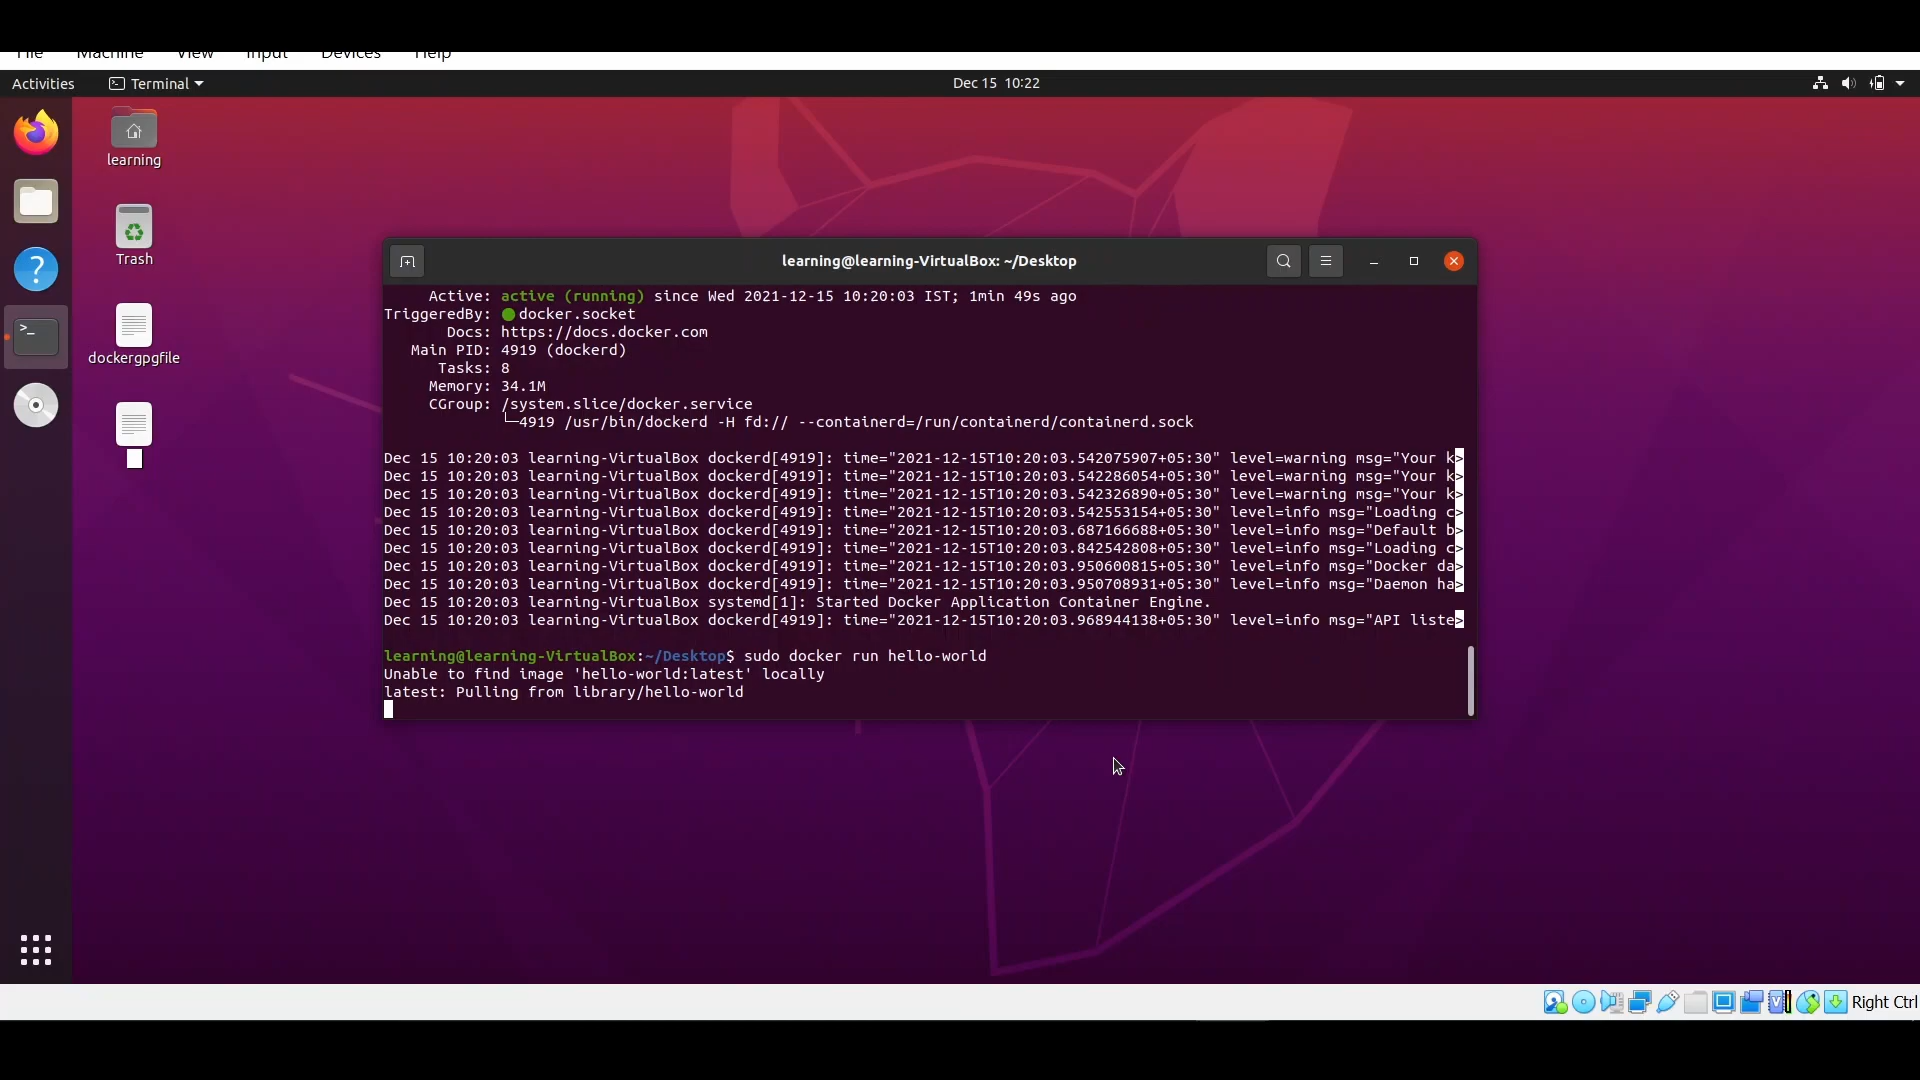 File Machine View Input Devices Help
Activities Terminal Dec 15 10:22
learning
Trash
dockergpgfile
learning@learning-VirtualBox: ~/Desktop
Active: active (running) since Wed 2021-12-15 10:20:03 IST; 1min 49s ago
TriggeredBy: ● docker.socket
Docs: https://docs.docker.com
Main PID: 4919 (dockerd)
Tasks: 8
Memory: 34.1M
CGroup: /system.slice/docker.service
└─4919 /usr/bin/dockerd -H fd:// --containerd=/run/containerd/containerd.sock
Dec 15 10:20:03 learning-VirtualBox dockerd[4919]: time="2021-12-15T10:20:03.542075907+05:30" level=warning msg="Your k>
Dec 15 10:20:03 learning-VirtualBox dockerd[4919]: time="2021-12-15T10:20:03.542286054+05:30" level=warning msg="Your k>
Dec 15 10:20:03 learning-VirtualBox dockerd[4919]: time="2021-12-15T10:20:03.542326890+05:30" level=warning msg="Your k>
Dec 15 10:20:03 learning-VirtualBox dockerd[4919]: time="2021-12-15T10:20:03.542553154+05:30" level=info msg="Loading c>
Dec 15 10:20:03 learning-VirtualBox dockerd[4919]: time="2021-12-15T10:20:03.687166688+05:30" level=info msg="Default b>
Dec 15 10:20:03 learning-VirtualBox dockerd[4919]: time="2021-12-15T10:20:03.842542808+05:30" level=info msg="Loading c>
Dec 15 10:20:03 learning-VirtualBox dockerd[4919]: time="2021-12-15T10:20:03.950600815+05:30" level=info msg="Docker da>
Dec 15 10:20:03 learning-VirtualBox dockerd[4919]: time="2021-12-15T10:20:03.950708931+05:30" level=info msg="Daemon ha>
Dec 15 10:20:03 learning-VirtualBox systemd[1]: Started Docker Application Container Engine.
Dec 15 10:20:03 learning-VirtualBox dockerd[4919]: time="2021-12-15T10:20:03.968944138+05:30" level=info msg="API liste>
learning@learning-VirtualBox:~/Desktop$ sudo docker run hello-world
Unable to find image 'hello-world:latest' locally
latest: Pulling from library/hello-world
Right Ctrl